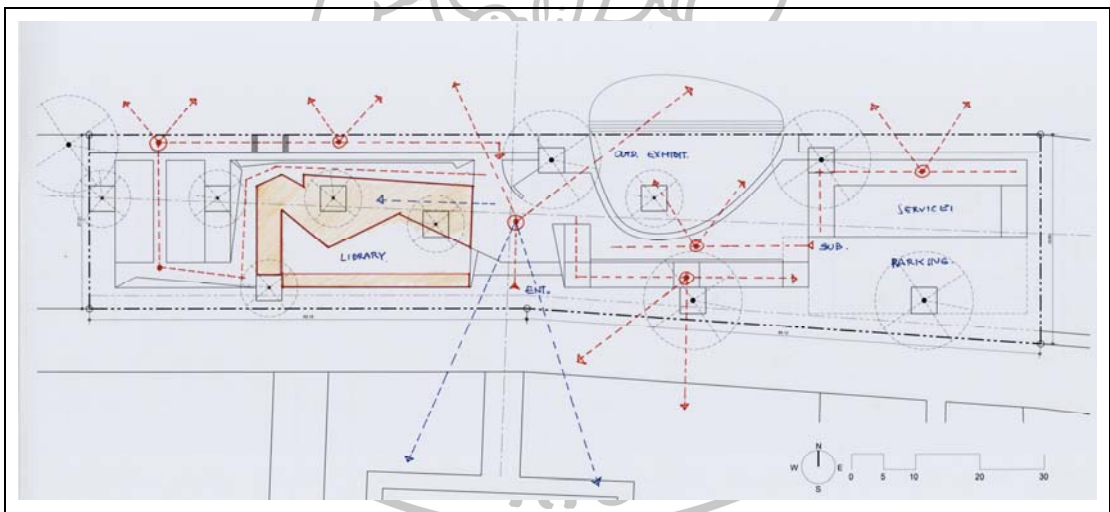 OUTD. EXHIBIT.
SERVICES
LIBRARY
SUB.
PARKING
ENT.
N
W E
S
0 5 10 20 30